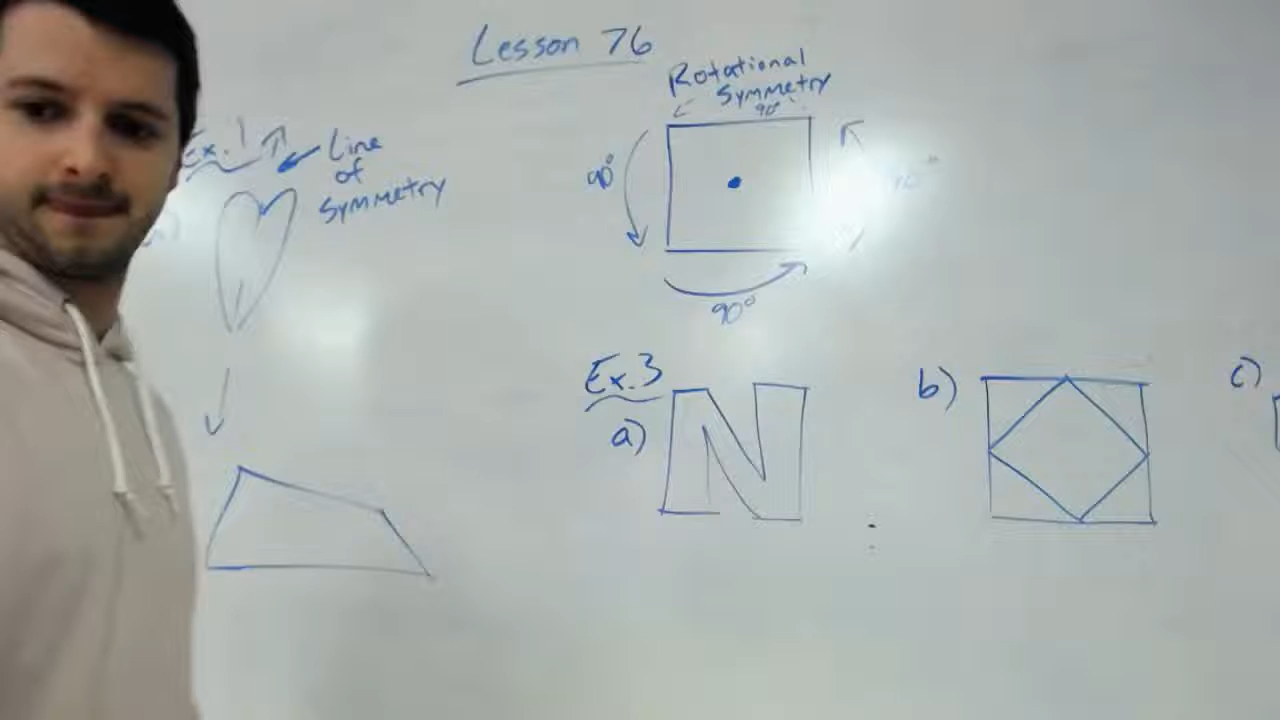 Lesson 76
Rotational
Symmetry
90°
90°
90°
Ex. 1
Line
of
Symmetry
Ex. 3
a)
N
b)
c)